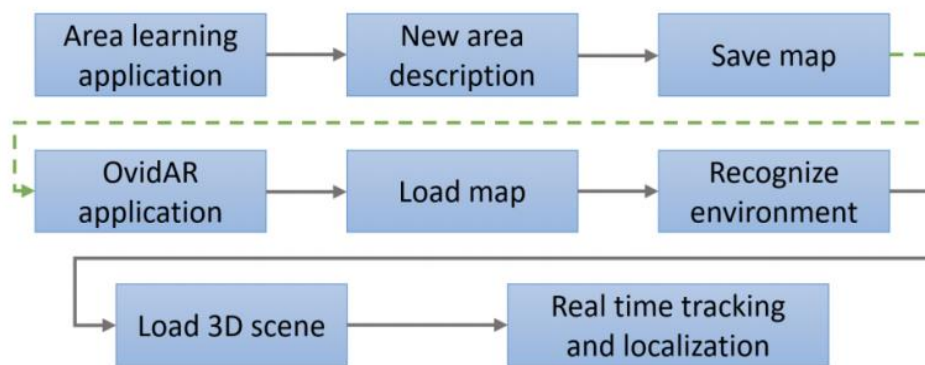 Area learning
application
New area
description
Save map
OvidAR
application
Load map
Recognize
environment
Load 3D scene
Real time tracking
and localization